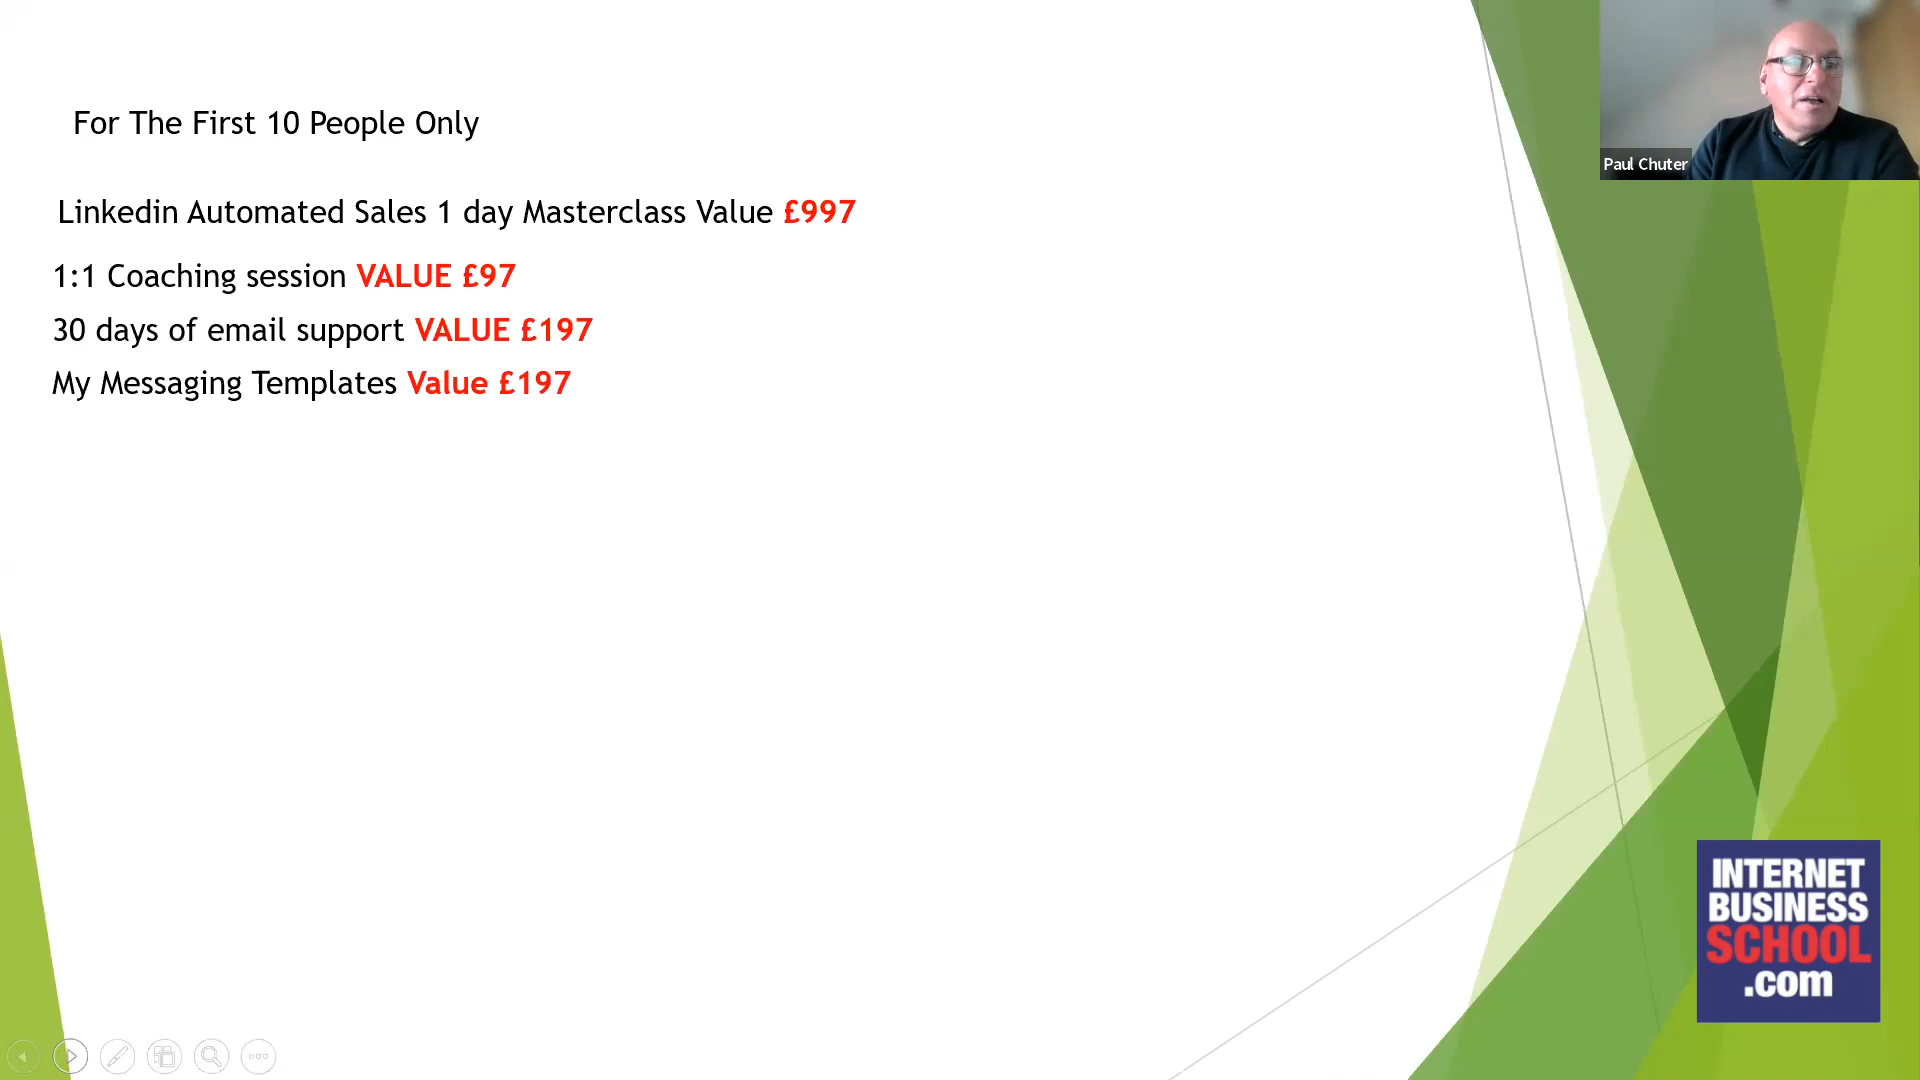 For The First 10 People Only
Linkedin Automated Sales 1 day Masterclass Value £997
1:1 Coaching session VALUE £97
30 days of email support VALUE £197
My Messaging Templates Value £197
Paul Chuter
INTERNET
BUSINESS
SCHOOL
.com